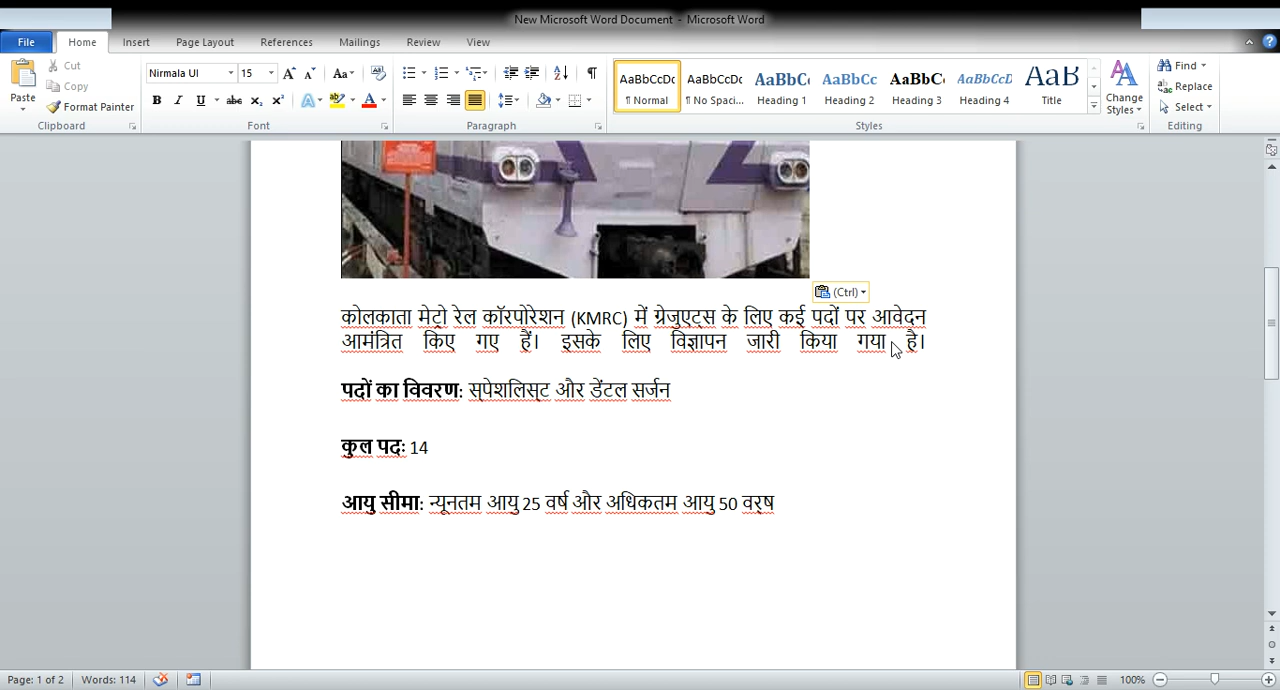 New Microsoft Word Document - Microsoft Word
File Home Insert Page Layout References Mailings Review View
Cut
Copy
Format Painter
Paste
Clipboard
Nirmala UI 15
Font
Paragraph
AaBbCcDc AaBbCcDc AaBbC AaBbCc AaBbC AaBbCcD AaB
¶ Normal ¶ No Spaci... Heading 1 Heading 2 Heading 3 Heading 4 Title
Change Styles
Styles
Find
Replace
Select
Editing
(Ctrl)
कोलकाता मेट्रो रेल कॉरपोरेशन (KMRC) में ग्रेजुएट्स के लिए कई पदों पर आवेदन
आमंत्रित किए गए हैं। इसके लिए विज्ञापन जारी किया गया है।
पदों का विवरण: स्पेशलिस्ट और डेंटल सर्जन
कुल पदः 14
आयु सीमा: न्यूनतम आयु 25 वर्ष और अधिकतम आयु 50 वर्ष
Page: 1 of 2 Words: 114 100%